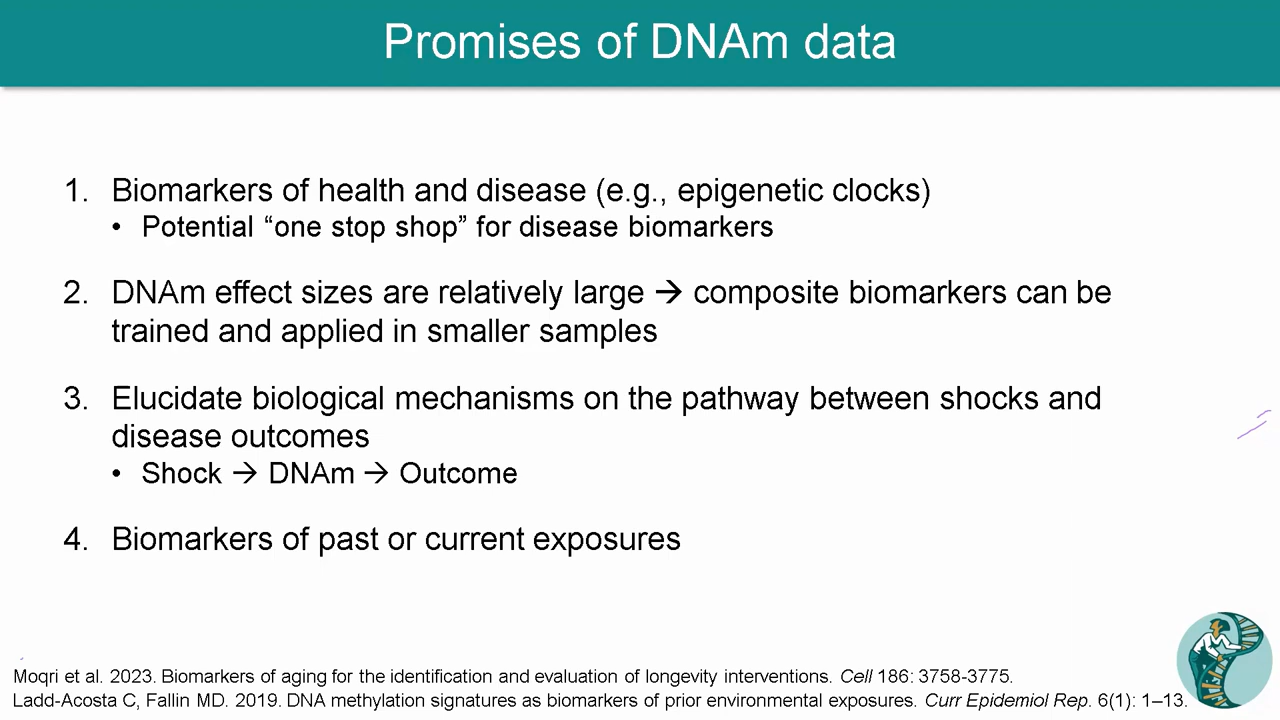 Promises of DNAm data
1. Biomarkers of health and disease (e.g., epigenetic clocks)
• Potential “one stop shop” for disease biomarkers
2. DNAm effect sizes are relatively large → composite biomarkers can be
trained and applied in smaller samples
3. Elucidate biological mechanisms on the pathway between shocks and
disease outcomes
• Shock → DNAm → Outcome
4. Biomarkers of past or current exposures
Moqri et al. 2023. Biomarkers of aging for the identification and evaluation of longevity interventions. Cell 186: 3758-3775.
Ladd-Acosta C, Fallin MD. 2019. DNA methylation signatures as biomarkers of prior environmental exposures. Curr Epidemiol Rep. 6(1): 1–13.